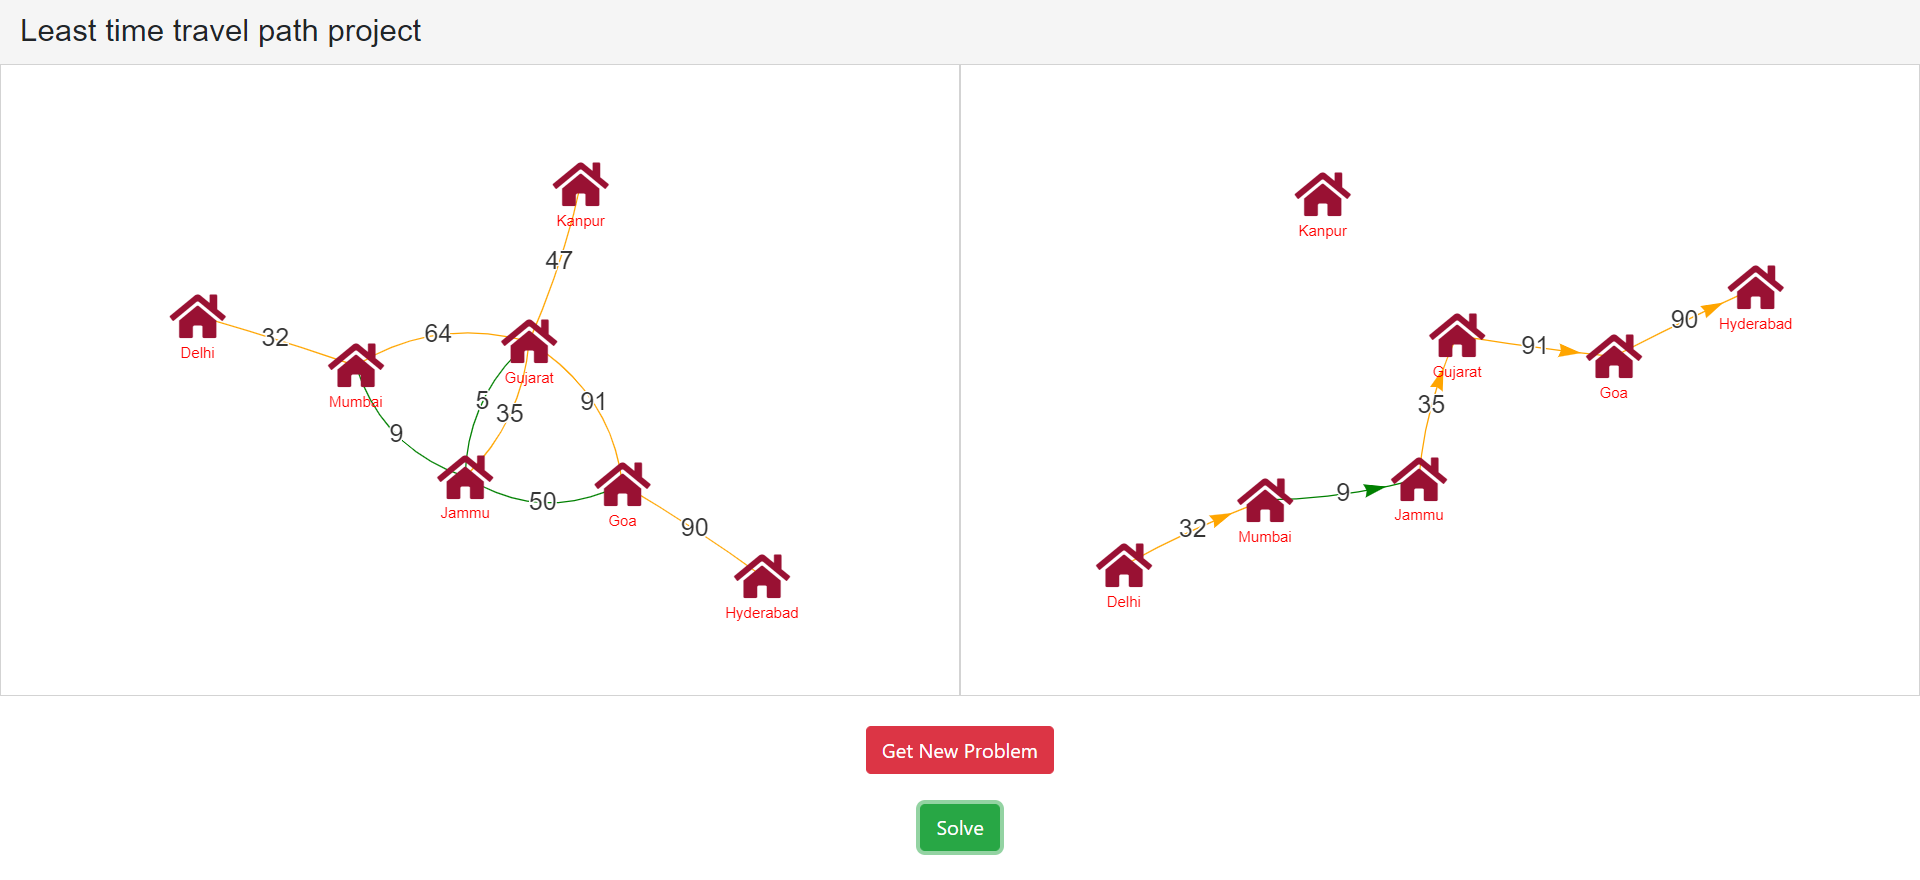 Least time travel path project
Kanpur
47
Delhi
32
64
Mumbai
Gujarat
5
35
91
9
Jammu
50
Goa
90
Hyderabad
Kanpur
Hyderabad
90
91
Gujarat
Goa
35
9
Jammu
32
Mumbai
Delhi
Get New Problem
Solve